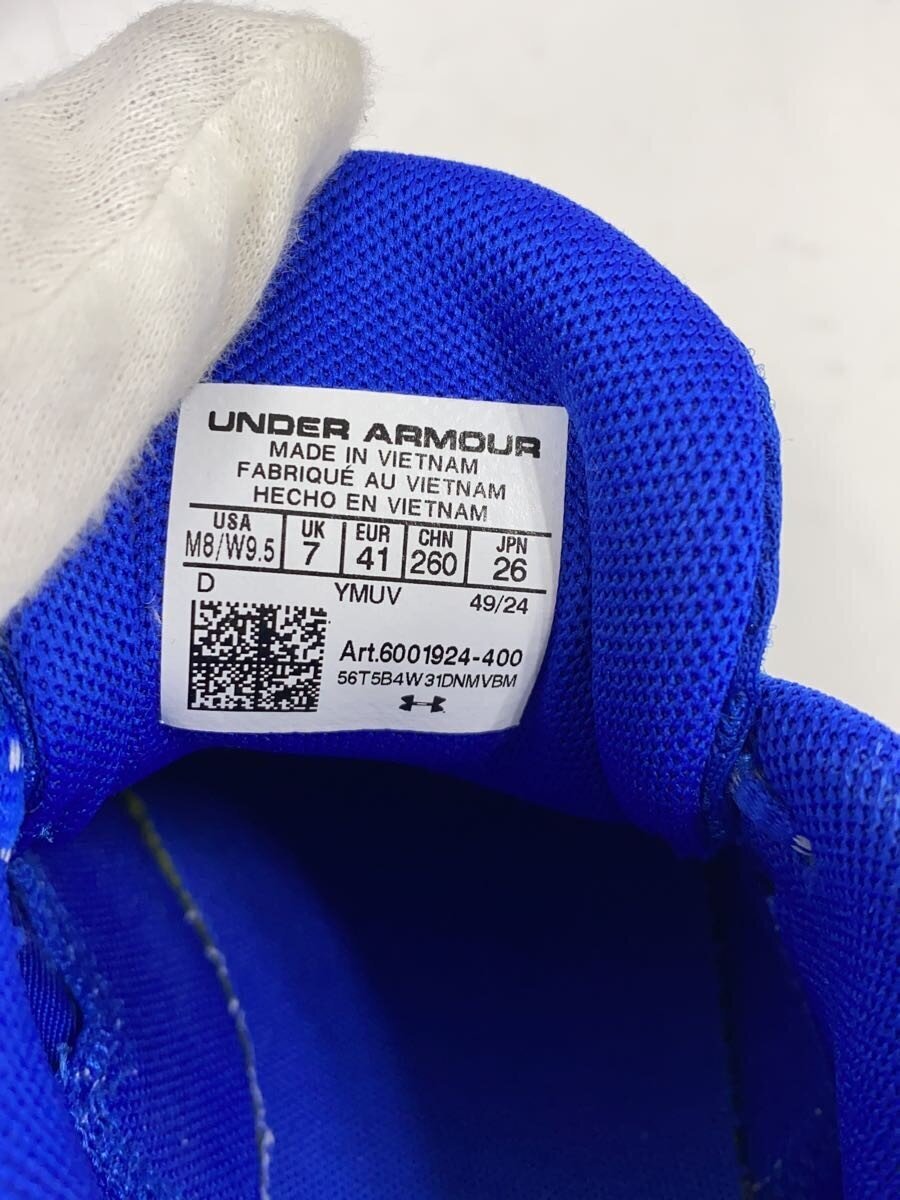 UNDER ARMOUR
MADE IN VIETNAM
FABRIQUÉ AU VIETNAM
HECHO EN VIETNAM
USA UK EUR CHN JPN
M8/W9.5 7 41 260 26
D YMUV 49/24
Art.6001924-400
56T5B4W31DNMVBM